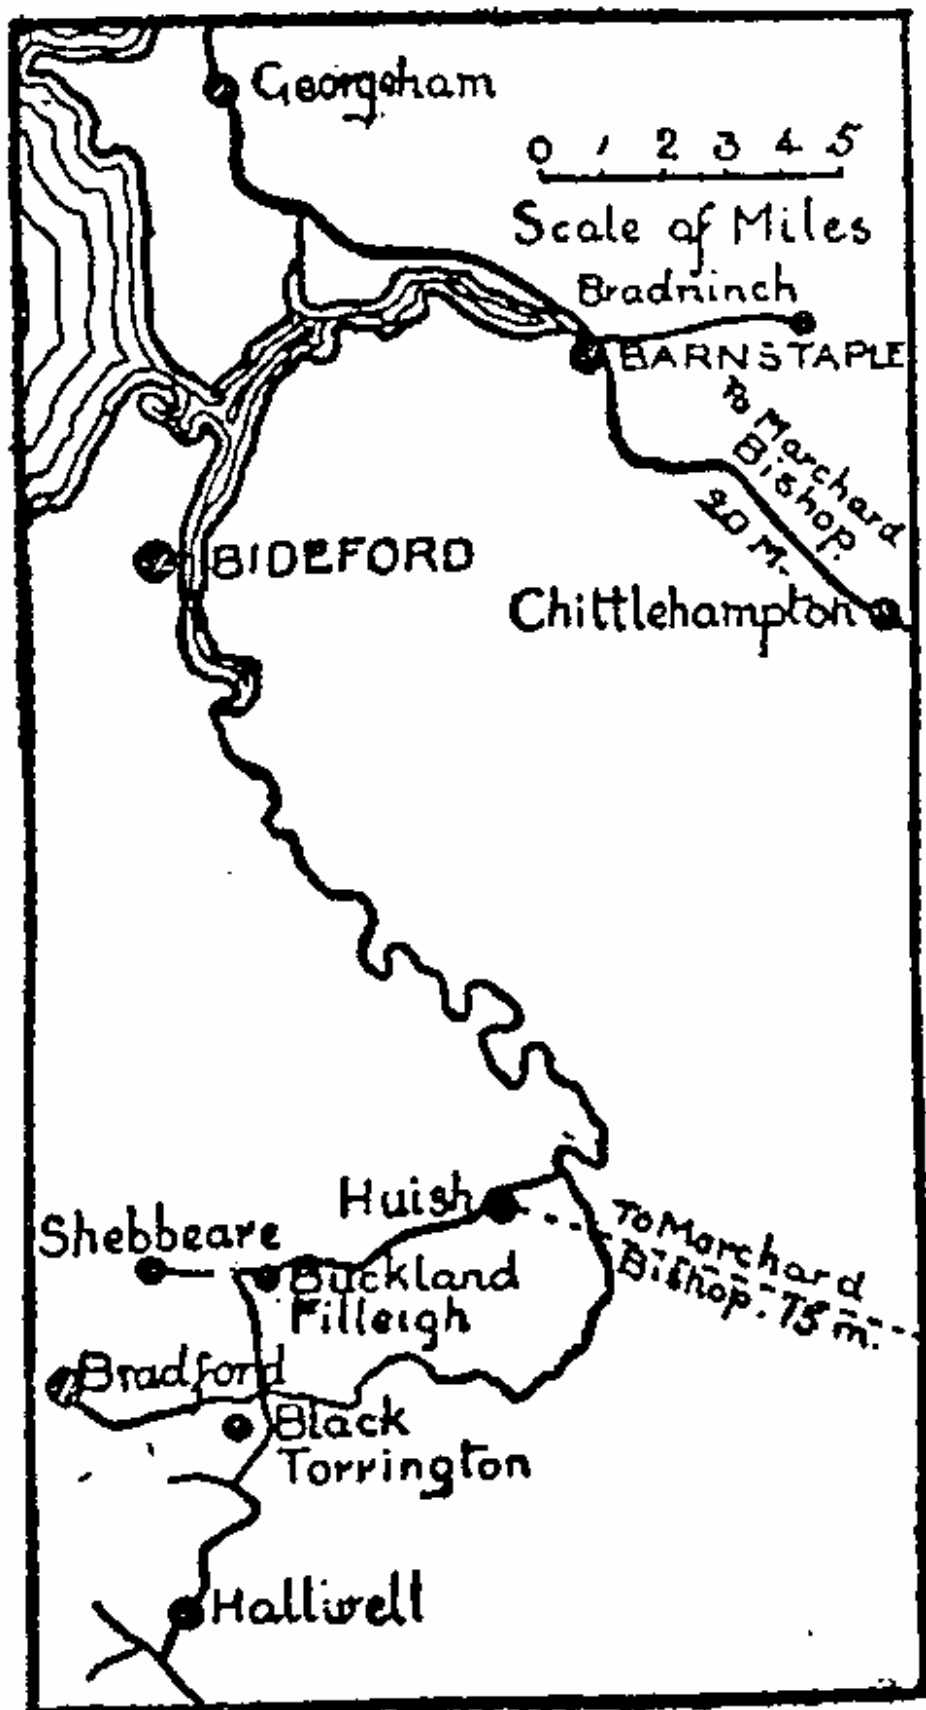 Georgeham
0 1 2 3 4 5
Scale of Miles
Bradninch
BARNSTAPLE
To Marchard
Bishop.
20 M.
BIDEFORD
Chittlehampton
Huish
To Marchard
Bishop. 15 m.
Shebbeare
Buckland
Filleigh
Bradford
Black
Torrington
Halliwell